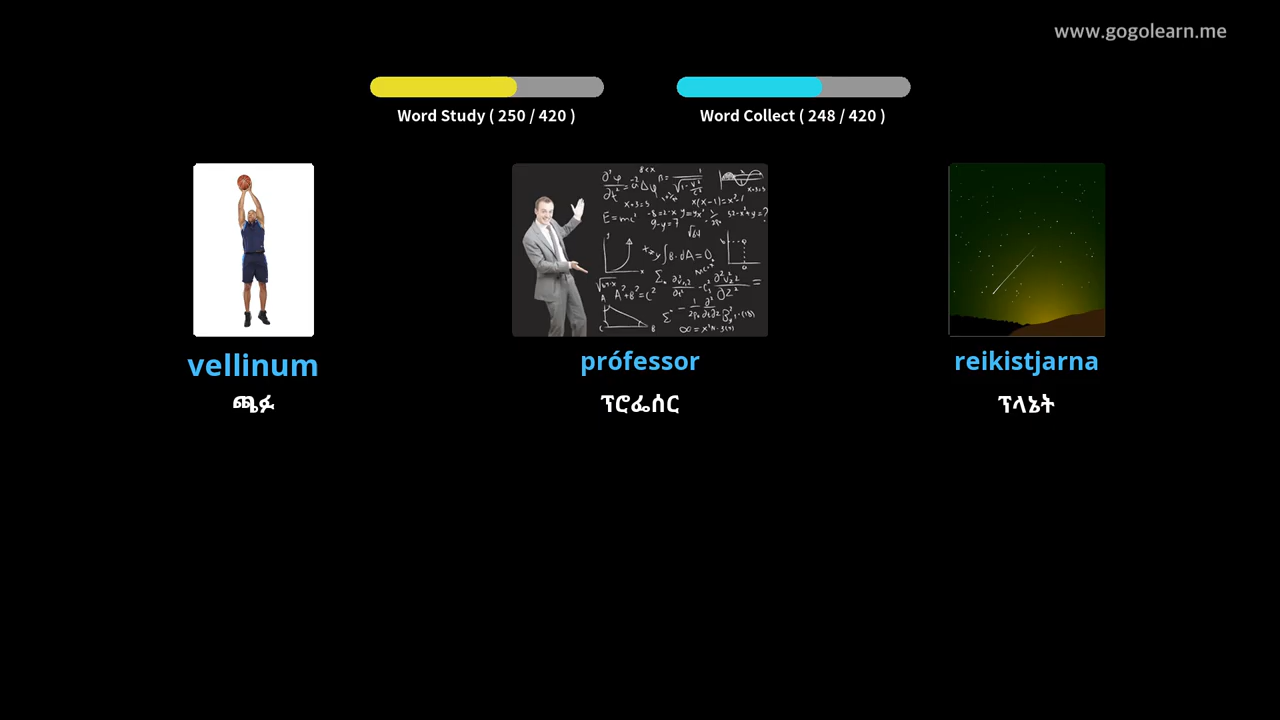 www.gogolearn.me
Word Study ( 250 / 420 )
Word Collect ( 248 / 420 )
vellinum
prófessor
reikistjarna
ጫፉ
ፕሮፌሰር
ፕላኔት